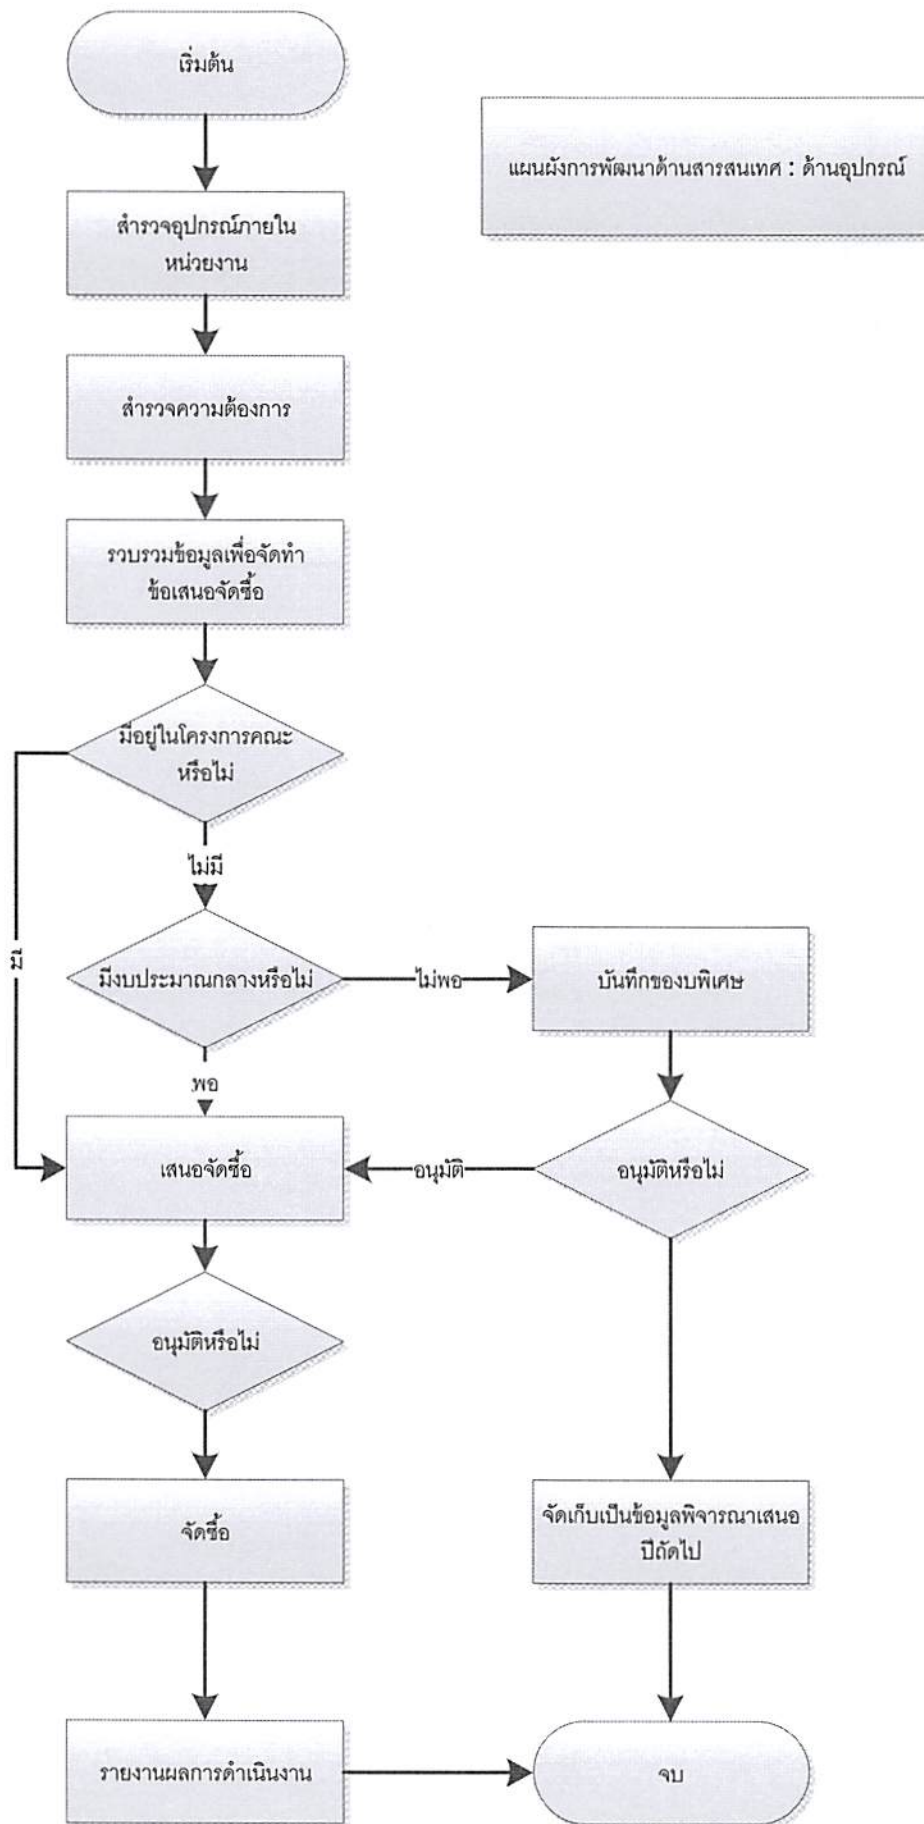 เริ่มต้น
แผนผังการพัฒนาด้านสารสนเทศ : ด้านอุปกรณ์
สำรวจอุปกรณ์ภายใน
หน่วยงาน
สำรวจความต้องการ
รวบรวมข้อมูลเพื่อจัดทำ
ข้อเสนอจัดซื้อ
มีอยู่ในโครงการคณะ
หรือไม่
ไม่มี
มี
มีงบประมาณกลางหรือไม่
ไม่พอ
บันทึกของบพิเศษ
พอ
เสนอจัดซื้อ
อนุมัติ
อนุมัติหรือไม่
อนุมัติหรือไม่
จัดซื้อ
จัดเก็บเป็นข้อมูลพิจารณาเสนอ
ปีถัดไป
รายงานผลการดำเนินงาน
จบ